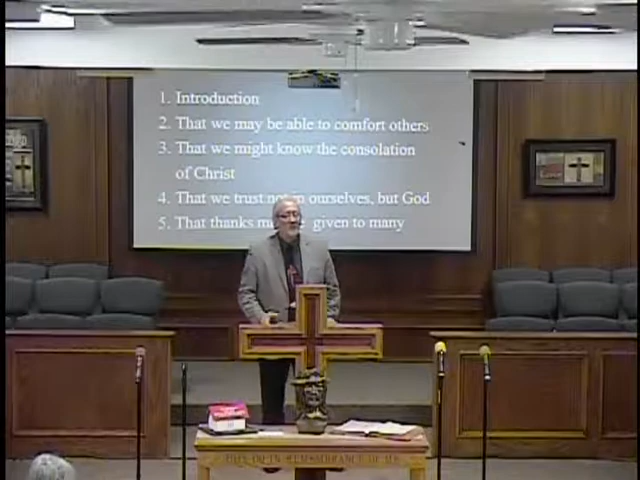 1. Introduction
2. That we may be able to comfort others
3. That we might know the consolation
of Christ
4. That we trust not in ourselves, but God
5. That thanks given to many
THIS DO IN REMEMBRANCE OF ME